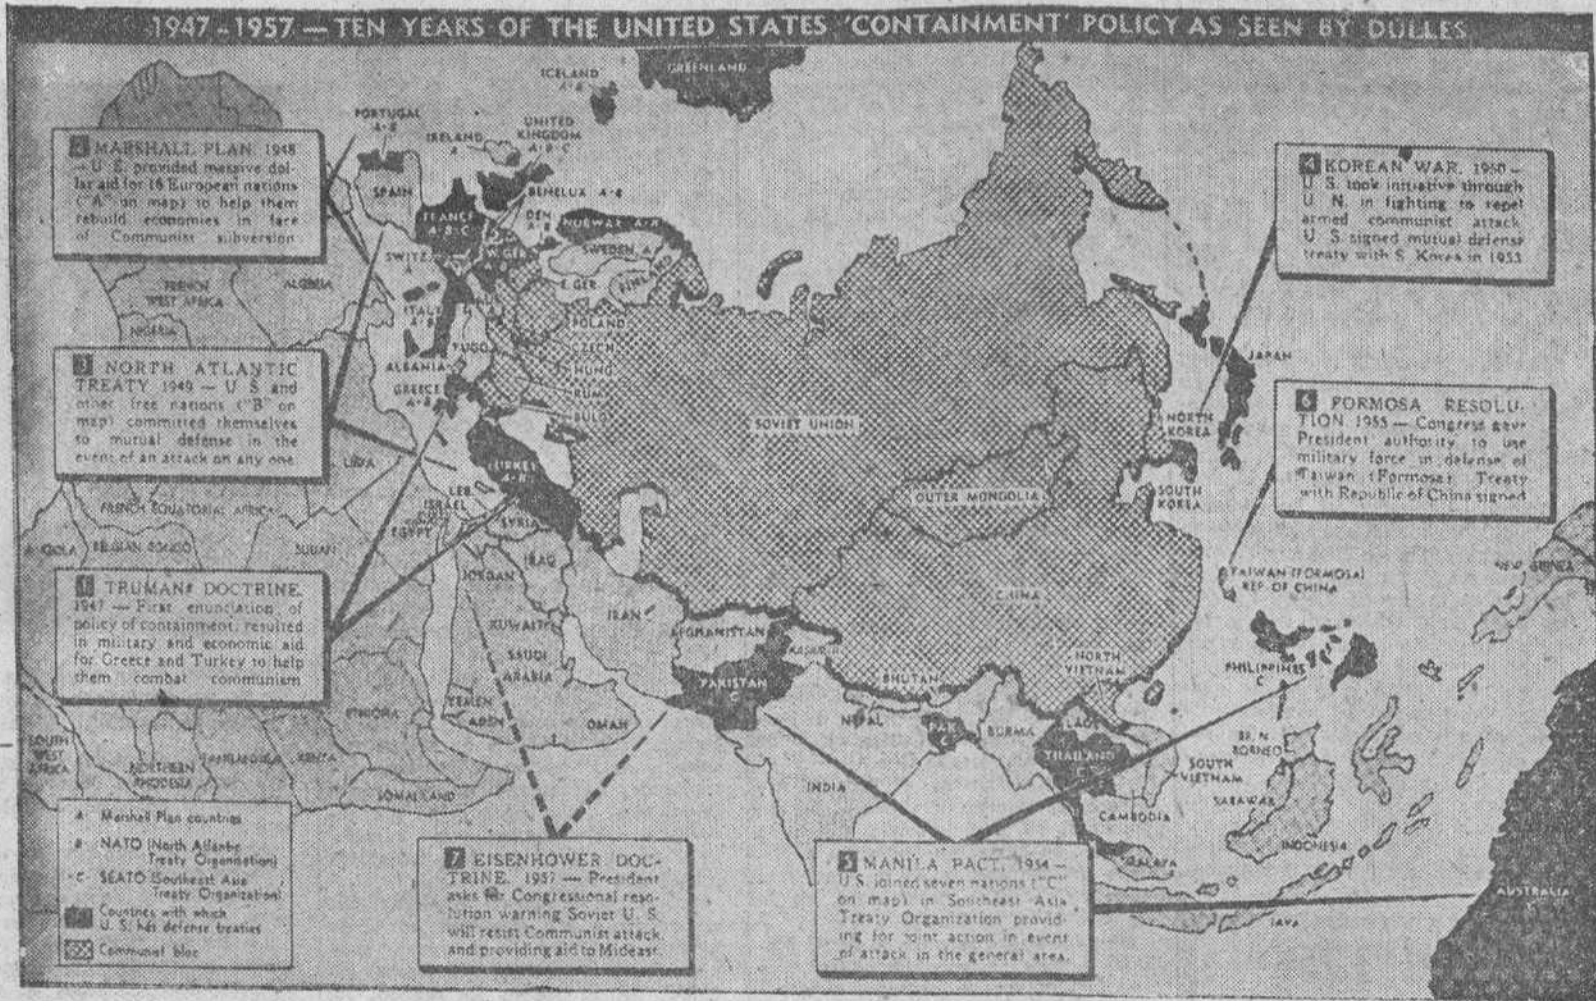 1947-1957 — TEN YEARS OF THE UNITED STATES 'CONTAINMENT' POLICY AS SEEN BY DULLES
GREENLAND
ICELAND
A-B
PORTUGAL
A-B
IRELAND
A
UNITED
KINGDOM
A-B-C
2 MARSHALL PLAN. 1948
— U. S. provided massive dol-
lar aid for 16 European nations
("A" on map) to help them
rebuild economies in face
of Communist subversion
SPAIN
FRANCE
A-B-C
BENELUX A-B
DEN.
A-B
NORWAY A-B
SWEDEN A
FINLAND
SWITZ.
A
W. GER.
E. GER.
ITALY
A-B
AUS.
POLAND
CZECH.
HUNG.
RUM.
BULG.
YUGO.
ALBANIA
GREECE
A-B
TURKEY
A-B
4 KOREAN WAR. 1950 —
U. S. took initiative through
U. N. in fighting to repel
armed communist attack.
U. S. signed mutual defense
treaty with S. Korea in 1953
FRENCH
WEST AFRICA
ALGERIA
NIGERIA
3 NORTH ATLANTIC
TREATY 1949 — U S and
other free nations ("B" on
map) committed themselves
to mutual defense in the
event of an attack on any one
LIBYA
SOVIET UNION
OUTER MONGOLIA
CHINA
JAPAN
NORTH
KOREA
SOUTH
KOREA
6 FORMOSA RESOLU-
TION. 1955 — Congress gave
President authority to use
military force in defense of
Taiwan (Formosa) Treaty
with Republic of China signed
LEB.
ISRAEL
EGYPT
SYRIA
IRAQ
JORDAN
FRENCH EQUATORIAL AFRICA
ANGOLA
BELGIAN CONGO
SUDAN
1 TRUMAN DOCTRINE.
1947 — First enunciation of
policy of containment, resulted
in military and economic aid
for Greece and Turkey to help
them combat communism
KUWAIT
SAUDI
ARABIA
YEMEN
ADEN
OMAN
IRAN
AFGHANISTAN
KASHMIR
PAKISTAN
C
BHUTAN
NEPAL
PAK.
C
BURMA
INDIA
NORTH
VIETNAM
LAOS
THAILAND
C
SOUTH
VIETNAM
CAMBODIA
MALAYA
TAIWAN (FORMOSA)
REP. OF CHINA
NEW GUINEA
PHILIPPINES
C
BR. N.
BORNEO
SARAWAK
INDONESIA
JAVA
AUSTRALIA
ETHIOPIA
SOUTH
WEST
AFRICA
NORTHERN
RHODESIA
TANGANYIKA
KENYA
SOMALILAND
A- Marshall Plan countries
B- NATO (North Atlantic
Treaty Organization)
C- SEATO (Southeast Asia
Treaty Organization)
Countries with which
U. S. has defense treaties
Communist bloc
7 EISENHOWER DOC-
TRINE. 1957 — President
asks for Congressional reso-
lution warning Soviet U. S.
will resist Communist attack,
and providing aid to Mideast.
5 MANILA PACT. 1954 —
U. S. joined seven nations ("C"
on map) in Southeast Asia
Treaty Organization provid-
ing for joint action in event
of attack in the general area.